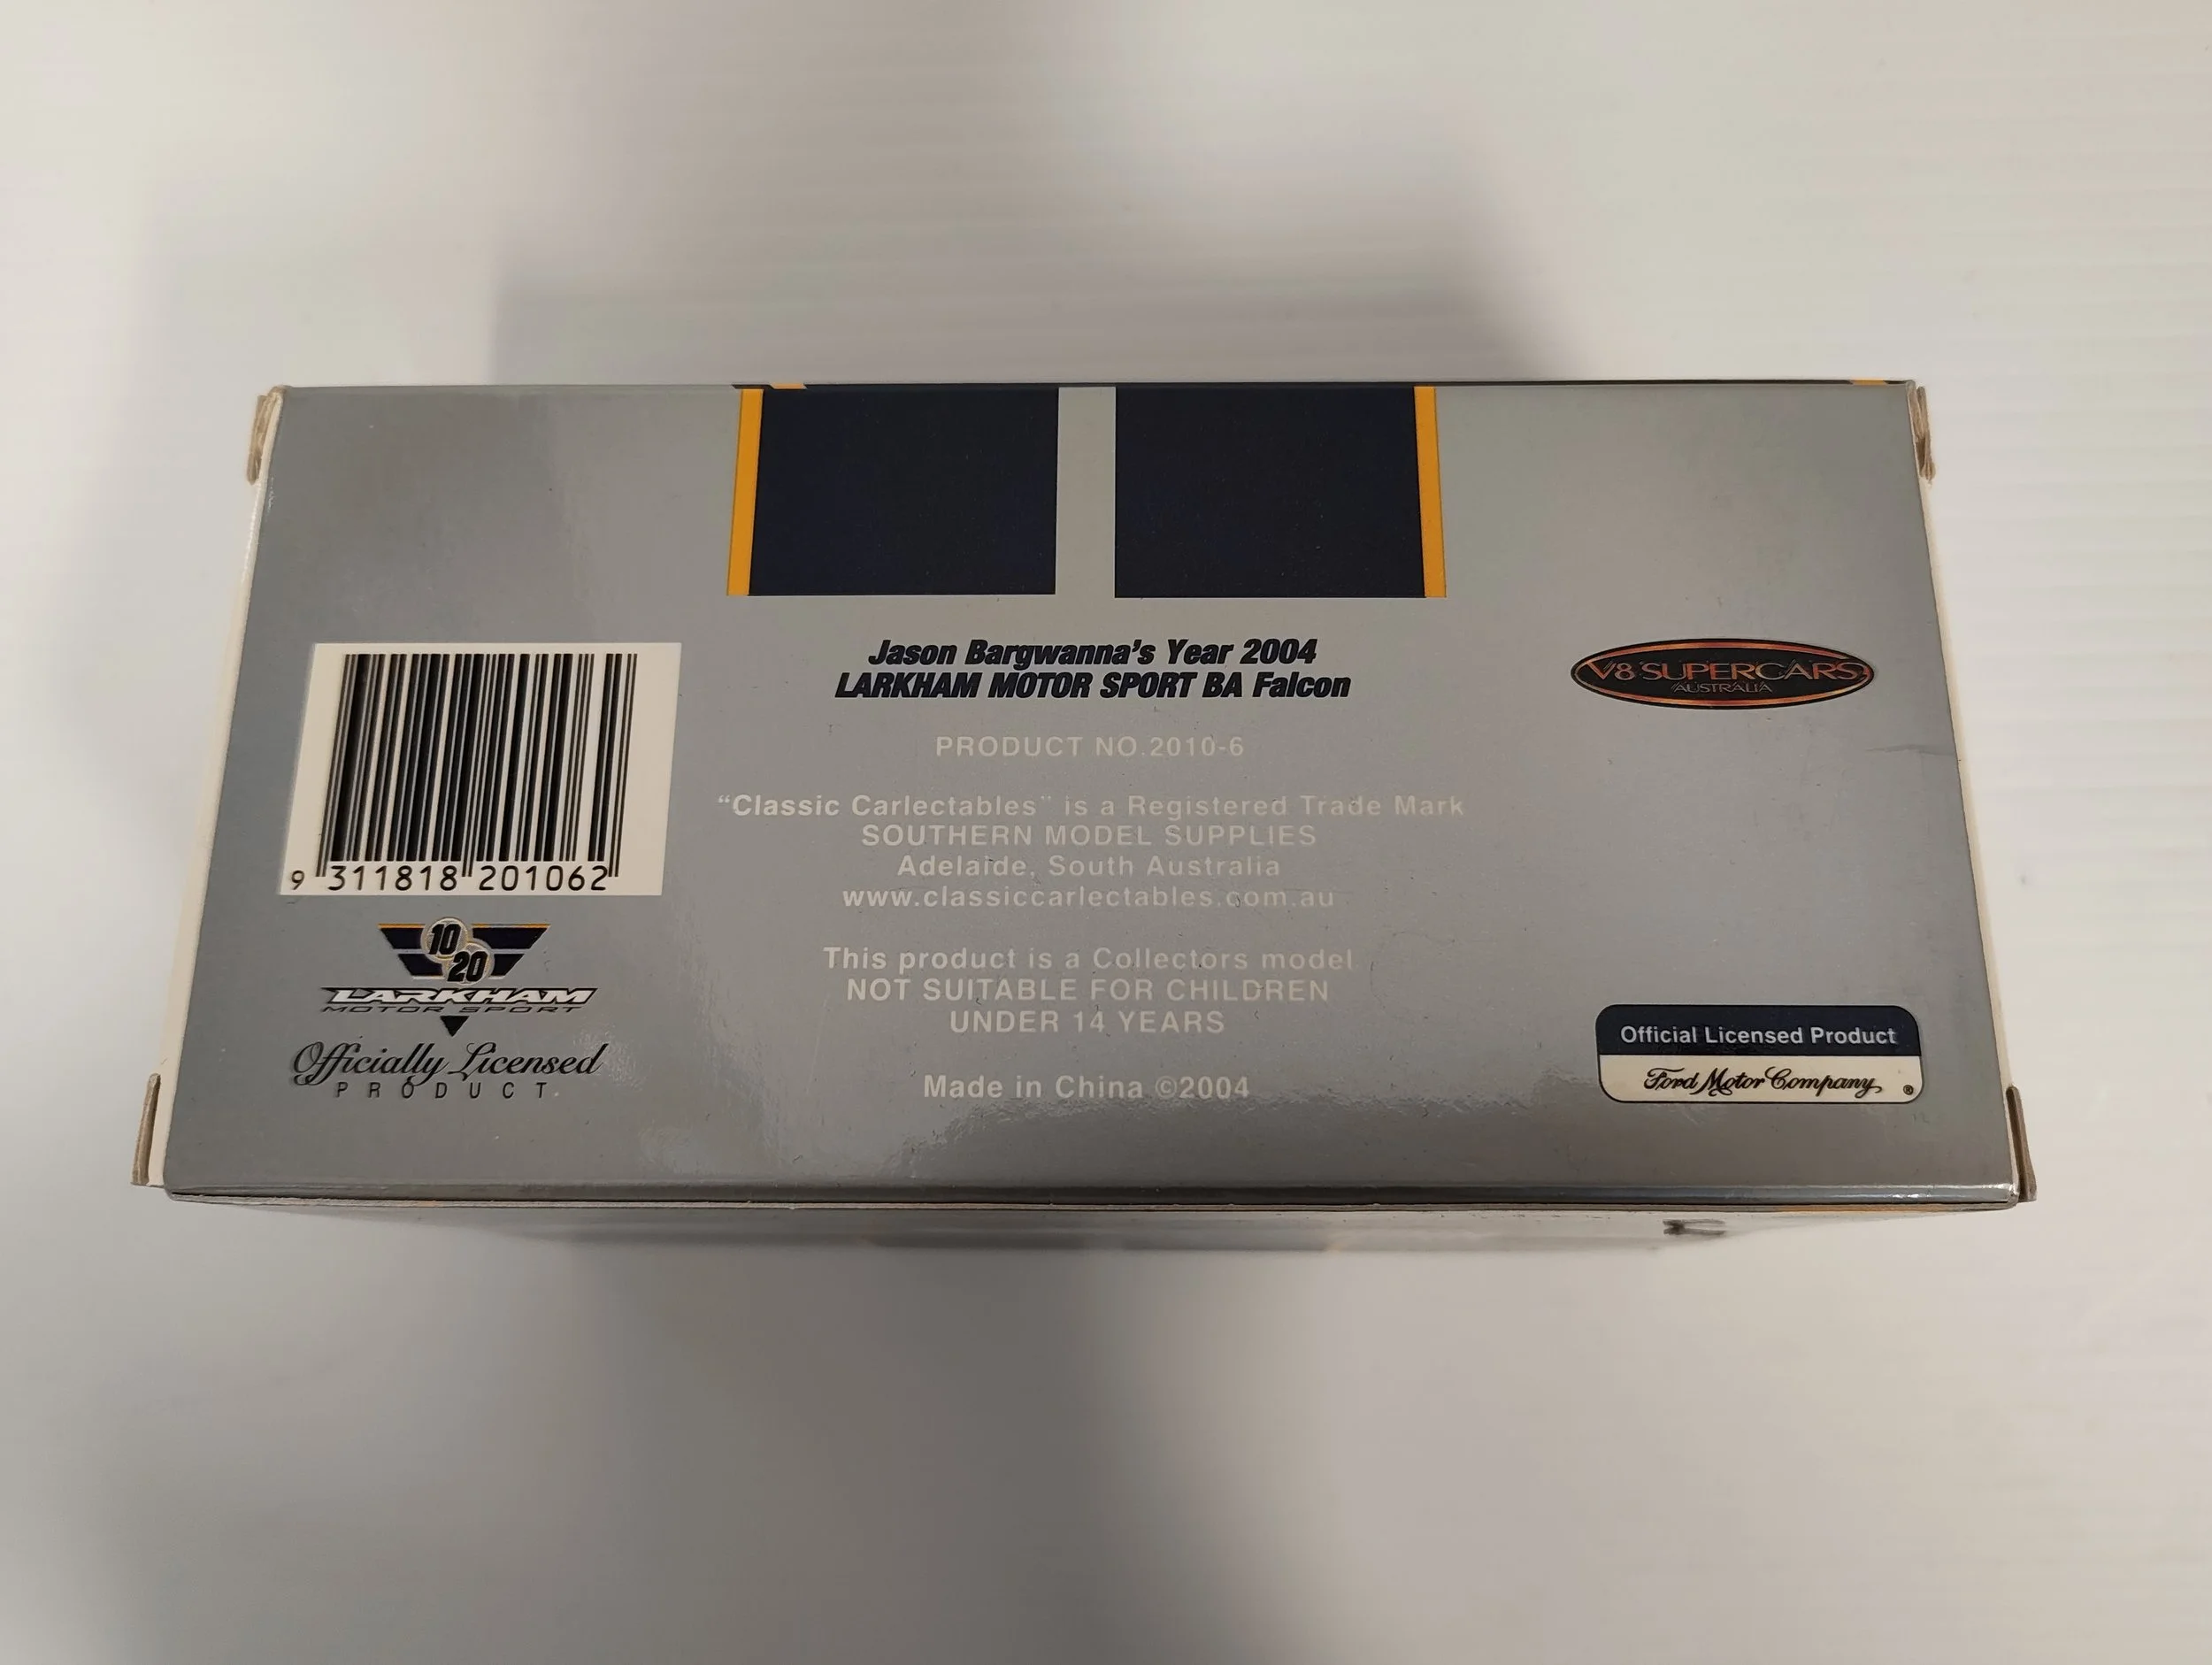 Jason Bargwanna's Year 2004
LARKHAM MOTOR SPORT BA Falcon
PRODUCT NO.2010-6
"Classic Carlectables" is a Registered Trade Mark
SOUTHERN MODEL SUPPLIES
Adelaide, South Australia
www.classiccarlectables.com.au
This product is a Collectors model
NOT SUITABLE FOR CHILDREN
UNDER 14 YEARS
Made in China ©2004
9 311818 201062
10
20
LARKHAM
MOTOR SPORT
Officially Licensed
PRODUCT
V8 SUPERCARS
AUSTRALIA
Official Licensed Product
Ford Motor Company ®